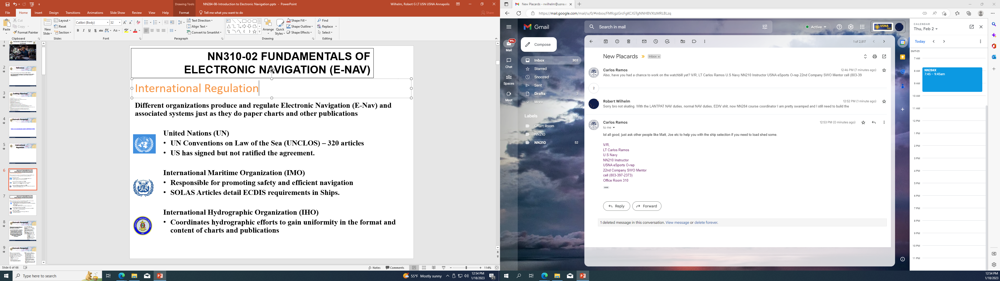 NN284-08-Introduction to Electronic Navigation.pptx - PowerPoint
Drawing Tools
Wilhelm, Robert G LT USN USNA Annapolis
File Home Insert Design Transitions Animations Slide Show Review View Help Format Tell me what you want to do Share
Paste
Cut
Copy
Format Painter
Clipboard
New Slide
Layout
Reset
Section
Slides
Calibri (Body) 32
Font
Text Direction
Align Text
Convert to SmartArt
Paragraph
Arrange
Quick Styles
Shape Fill
Shape Outline
Shape Effects
Drawing
Find
Replace
Select
Editing
1
2
References
3
Enabling Objectives
4
Electronic Navigation
5
International Regulation
6
7
8
Electronic Navigation
9
Electronic Navigation
NN310-02 FUNDAMENTALS OF
ELECTRONIC NAVIGATION (E-NAV)
International Regulation
Different organizations produce and regulate Electronic Navigation (E-Nav) and
associated systems just as they do paper charts and other publications
United Nations (UN)
• UN Conventions on Law of the Sea (UNCLOS) – 320 articles
• US has signed but not ratified the agreement.
International Maritime Organization (IMO)
• Responsible for promoting safety and efficient navigation
• SOLAS Articles detail ECDIS requirements in Ships.
International Hydrographic Organization (IHO)
• Coordinates hydrographic efforts to gain uniformity in the format and
content of charts and publications
Slide 6 of 66
Notes
Comments
114%
Type here to search
55°F Mostly sunny
12:54 PM
1/18/2023
21
New Placards - rwilhelm@usna.e
https://mail.google.com/mail/u/0/#inbox/FMfcgzGrcFgKCJGTgNNHBVXtzMRLBLzq
Gmail
Search in mail
Active
USNA Apps
99+
Mail
Chat
Spaces
Meet
Compose
Inbox 302
Starred
Snoozed
Sent
Drafts 2
More
Labels
Chart Room
NN210
NN310 52
1 of 2,817
New Placards
Inbox x
Carlos Ramos
12:46 PM (7 minutes ago)
Also, have you had a chance to work on the watchbill yet? V/R, LT Carlos Ramos U.S Navy NN210 Instructor USNA eSports O-rep 22nd Company SWO Mentor cell (803-39
2
Robert Wilhelm
12:52 PM (1 minute ago)
Sorry bro not skating. With the LANTPAT NAV duties, normal NAV duties, EDIV shit, now NN284 course coordinator I am pretty swamped and I still need to build the
Carlos Ramos
12:53 PM (0 minutes ago)
to me
lol all good, just ask other people like Matt, Joe etc to help you with the ship selection if you need to load shed some.
V/R,
LT Carlos Ramos
U.S Navy
NN210 Instructor
USNA eSports O-rep
22nd Company SWO Mentor
cell (803-397-2373)
Office Room 310
Reply
Forward
1 deleted message in this conversation. View message or delete forever.
CALENDAR
Thu, Feb 2
Today
GMT-05
7 AM
8 AM
NN284X
7:45 – 9:45am
9 AM
10 AM
11 AM
12 PM
1 PM
2 PM
3 PM
4 PM
5 PM
6 PM
7 PM
8 PM
9 PM
10 PM
11 PM
12:54 PM
1/18/2023